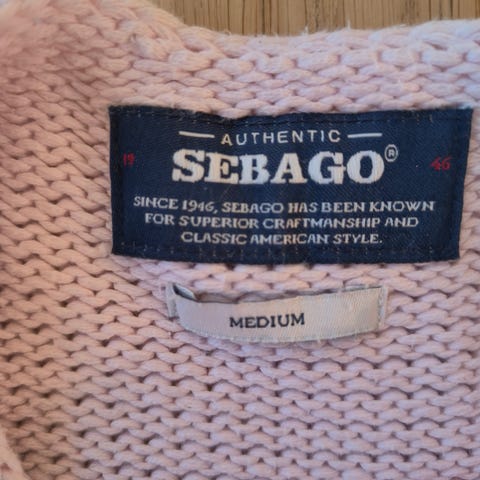 AUTHENTIC
19 SEBAGO® 46
SINCE 1946, SEBAGO HAS BEEN KNOWN
FOR SUPERIOR CRAFTMANSHIP AND
CLASSIC AMERICAN STYLE.
MEDIUM